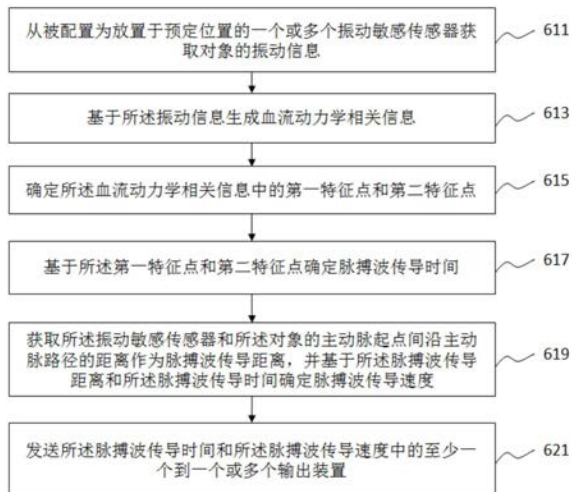 从被配置为放置于预定位置的一个或多个振动敏感传感器获
取对象的振动信息
611
基于所述振动信息生成血流动力学相关信息
613
确定所述血流动力学相关信息中的第一特征点和第二特征点
615
基于所述第一特征点和第二特征点确定脉搏波传导时间
617
获取所述振动敏感传感器和所述对象的主动脉起点间沿主动
脉路径的距离作为脉搏波传导距离，并基于所述脉搏波传导
距离和所述脉搏波传导时间确定脉搏波传导速度
619
发送所述脉搏波传导时间和所述脉搏波传导速度中的至少一
个到一个或多个输出装置
621